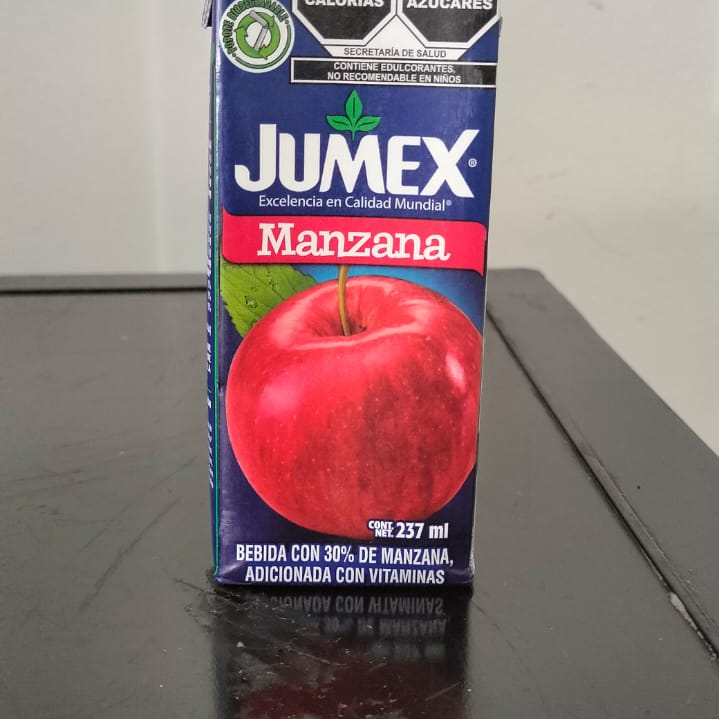 CALORÍAS
AZÚCARES
SECRETARÍA DE SALUD
CONTIENE EDULCORANTES,
NO RECOMENDABLE EN NIÑOS
JUMEX®
Excelencia en Calidad Mundial®
Manzana
CONT.
NET. 237 ml
BEBIDA CON 30% DE MANZANA,
ADICIONADA CON VITAMINAS